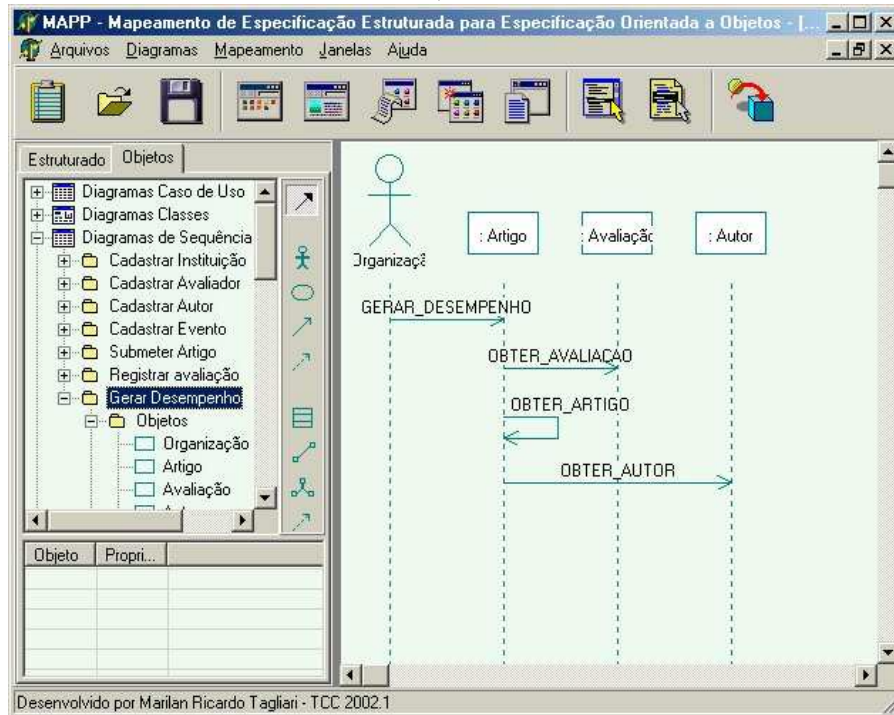 MAPP - Mapeamento de Especificação Estruturada para Especificação Orientada a Objetos - [...
Arquivos Diagramas Mapeamento Janelas Ajuda
Estruturado Objetos
Diagramas Caso de Uso
Diagramas Classes
Diagramas de Sequência
Cadastrar Instituição
Cadastrar Avaliador
Cadastrar Autor
Cadastrar Evento
Submeter Artigo
Registrar avaliação
Gerar Desempenho
Objetos
Organização
Artigo
Avaliação
Objeto Propri...
: Artigo : Avaliação : Autor
Organizaçã
GERAR_DESEMPENHO
OBTER_AVALIACAO
OBTER_ARTIGO
OBTER_AUTOR
Desenvolvido por Marilan Ricardo Tagliari - TCC 2002.1